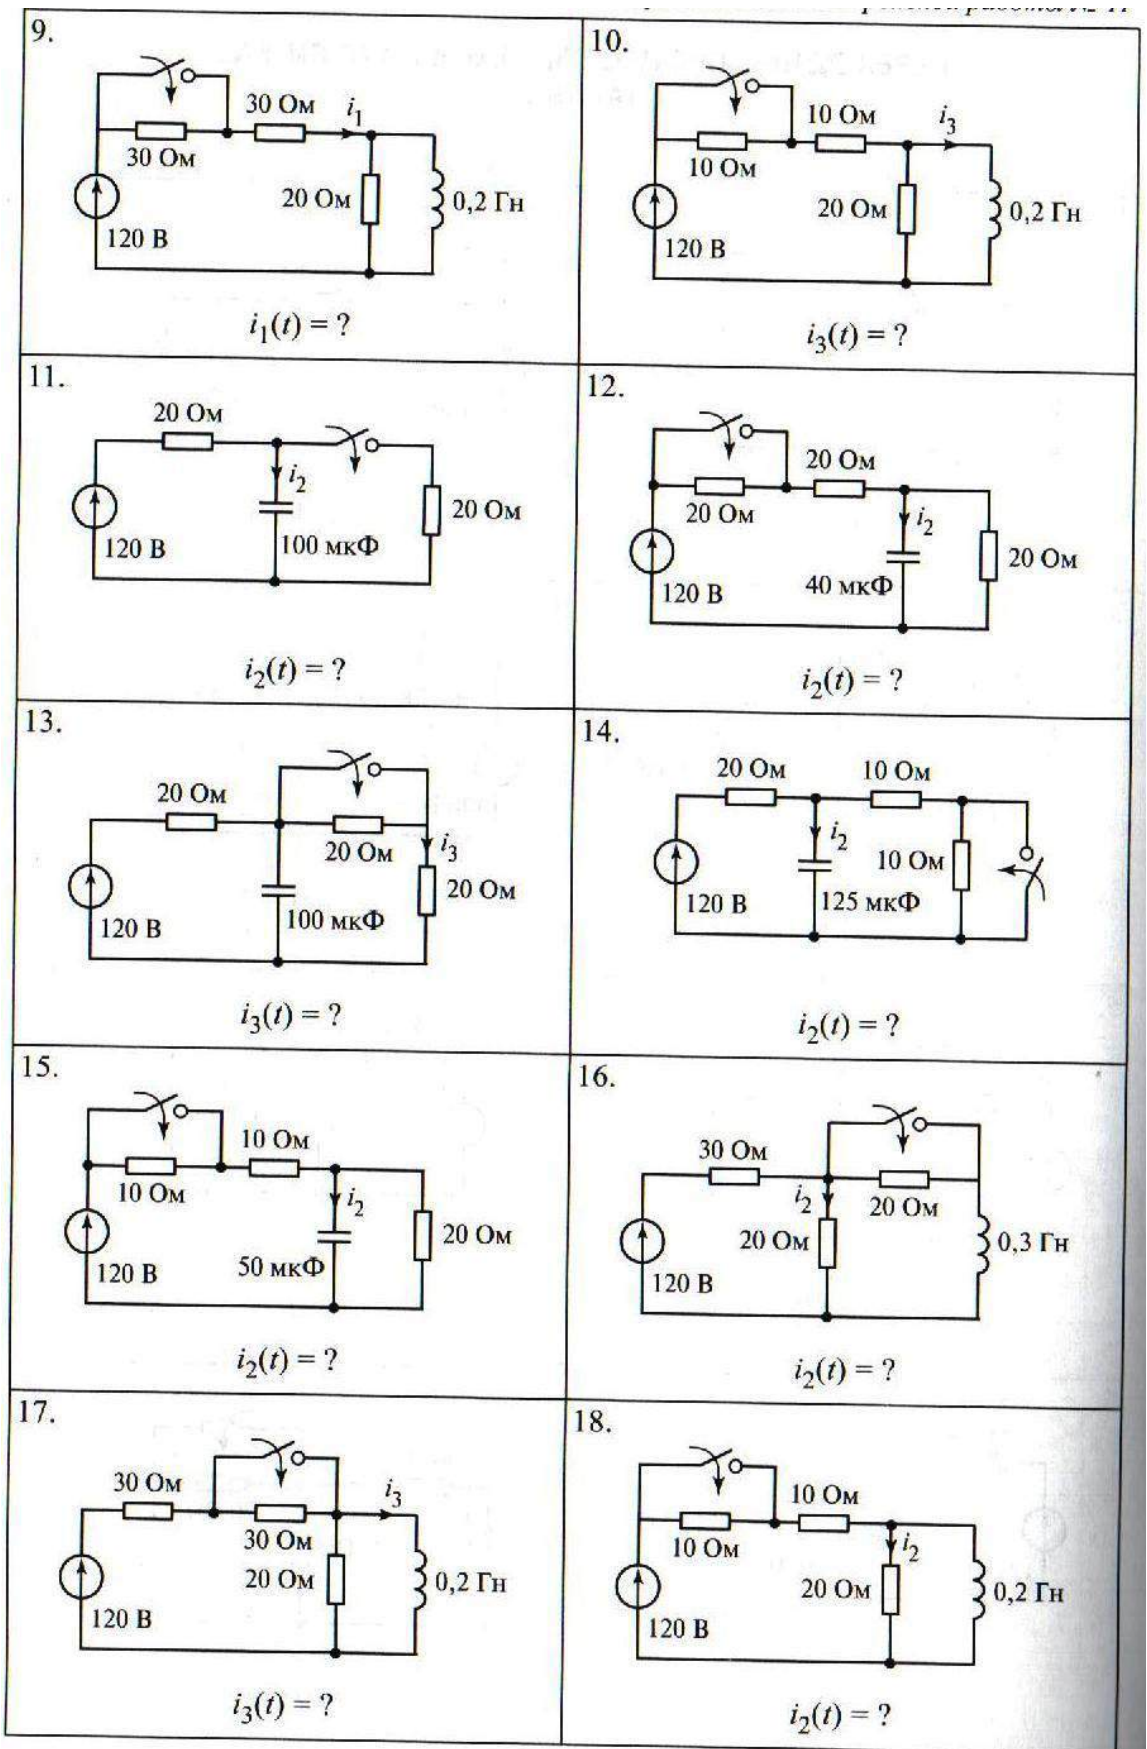 9.
30 Ом
i₁
30 Ом
20 Ом
0,2 Гн
120 В
i₁(t) = ?
10.
10 Ом
i₃
10 Ом
20 Ом
0,2 Гн
120 В
i₃(t) = ?
11.
20 Ом
i₂
20 Ом
100 мкФ
120 В
i₂(t) = ?
12.
20 Ом
20 Ом
i₂
20 Ом
40 мкФ
120 В
i₂(t) = ?
13.
20 Ом
20 Ом
i₃
20 Ом
100 мкФ
120 В
i₃(t) = ?
14.
20 Ом
10 Ом
i₂
10 Ом
125 мкФ
120 В
i₂(t) = ?
15.
10 Ом
10 Ом
i₂
20 Ом
50 мкФ
120 В
i₂(t) = ?
16.
30 Ом
i₂
20 Ом
20 Ом
0,3 Гн
120 В
i₂(t) = ?
17.
30 Ом
i₃
30 Ом
20 Ом
0,2 Гн
120 В
i₃(t) = ?
18.
10 Ом
10 Ом
i₂
20 Ом
0,2 Гн
120 В
i₂(t) = ?